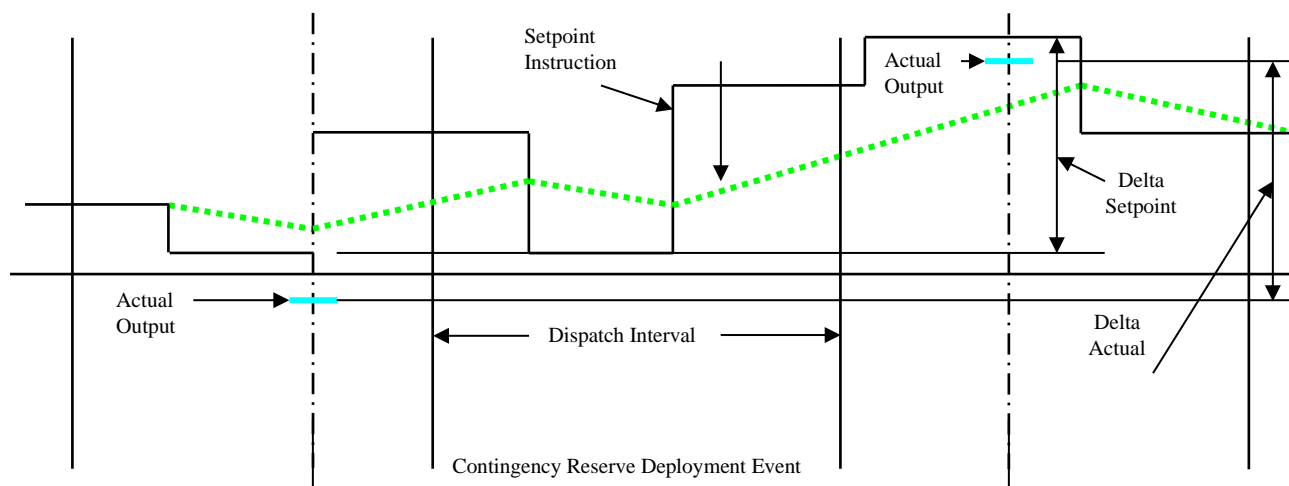 Setpoint
Instruction
Actual
Output
Delta
Setpoint
Actual
Output
Dispatch Interval
Delta
Actual
Contingency Reserve Deployment Event